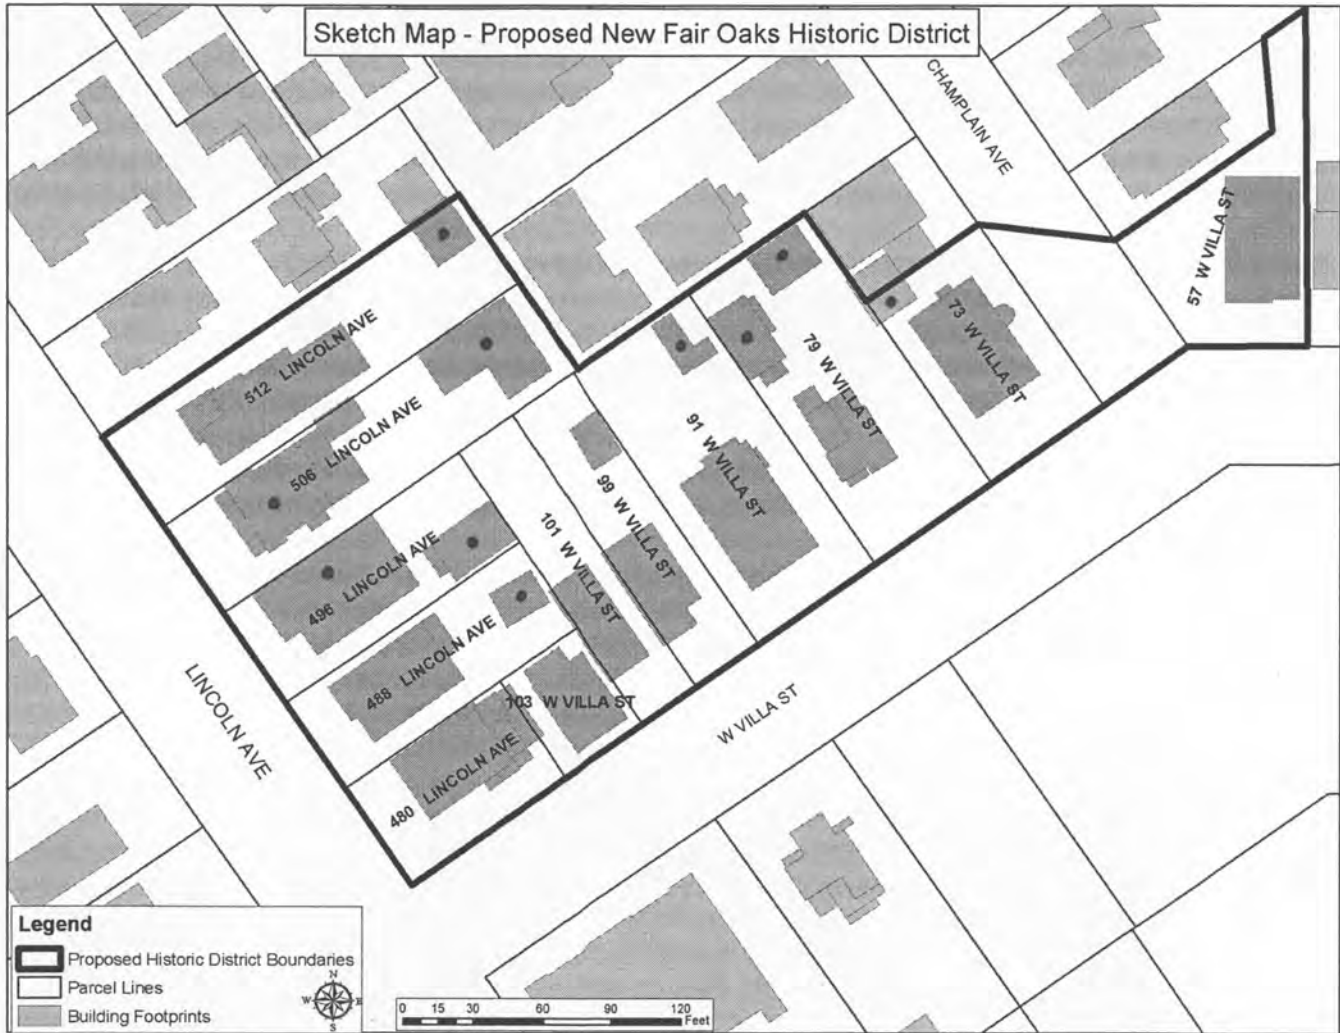 Sketch Map - Proposed New Fair Oaks Historic District
CHAMPLAIN AVE
57 W VILLA ST
512 LINCOLN AVE
73 W VILLA ST
79 W VILLA ST
506 LINCOLN AVE
91 W VILLA ST
99 W VILLA ST
101 W VILLA ST
496 LINCOLN AVE
488 LINCOLN AVE
103 W VILLA ST
480 LINCOLN AVE
LINCOLN AVE
W VILLA ST
Legend
Proposed Historic District Boundaries
Parcel Lines
Building Footprints
N
W E
S
0 15 30 60 90 120
Feet